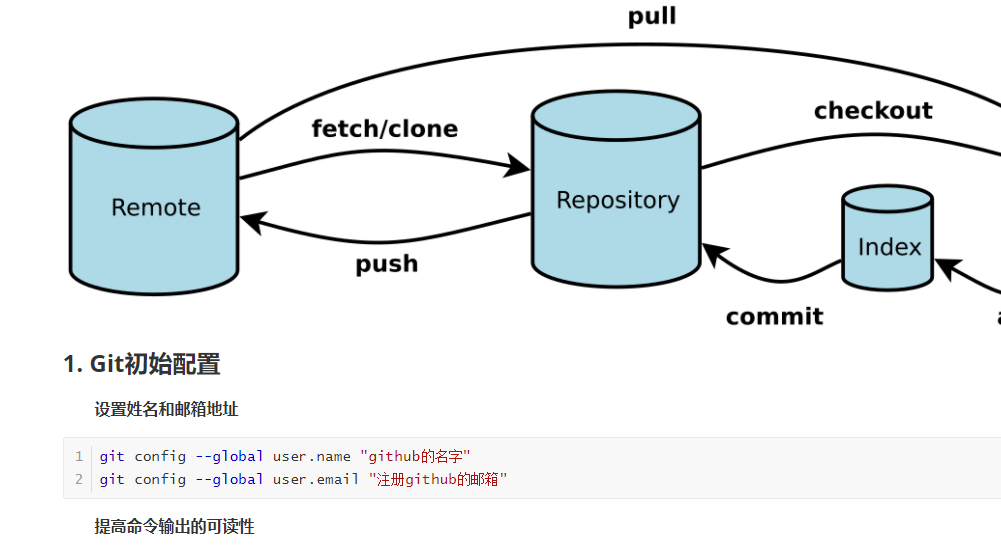 pull
fetch/clone
checkout
Remote
Repository
Index
push
commit
1. Git初始配置
设置姓名和邮箱地址
1 git config --global user.name "github的名字"
2 git config --global user.email "注册github的邮箱"
提高命令输出的可读性